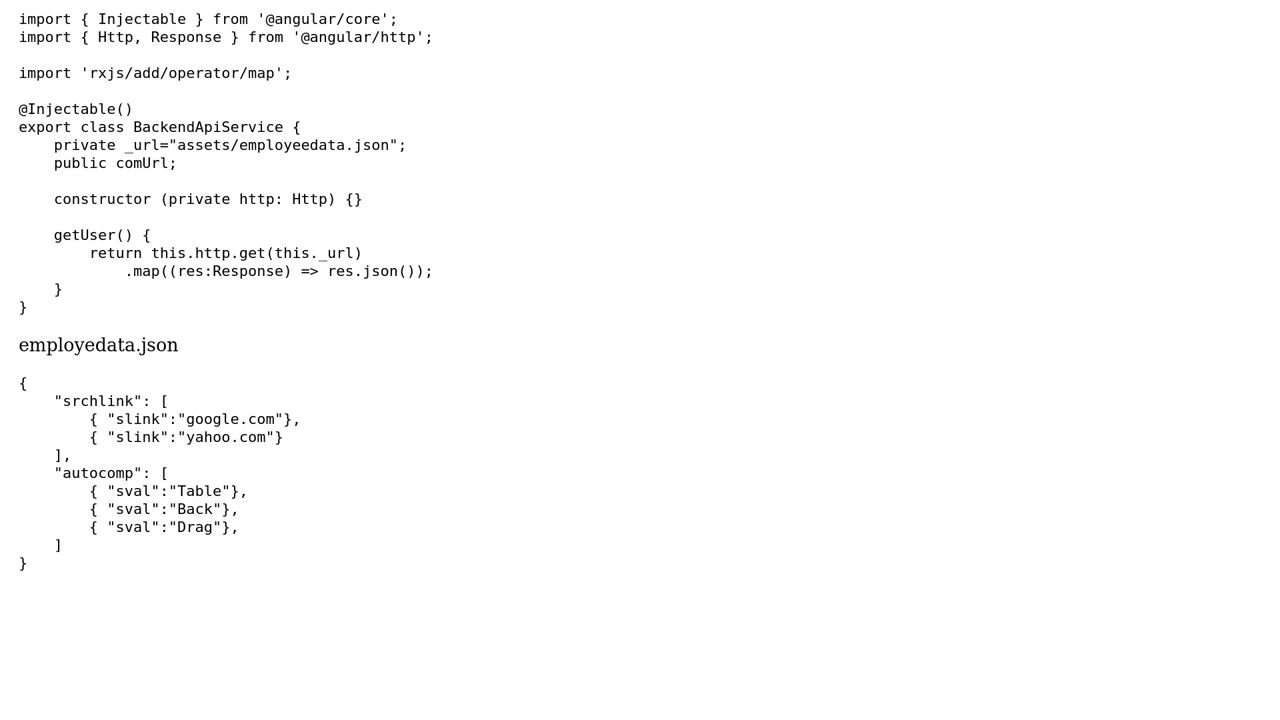 import { Injectable } from '@angular/core';
import { Http, Response } from '@angular/http';

import 'rxjs/add/operator/map';

@Injectable()
export class BackendApiService {
    private _url="assets/employeedata.json";
    public comUrl;

    constructor (private http: Http) {}

    getUser() {
        return this.http.get(this._url)
            .map((res:Response) => res.json());
    }
}

employedata.json

{
    "srchlink": [
        { "slink":"google.com"},
        { "slink":"yahoo.com"}
    ],
    "autocomp": [
        { "sval":"Table"},
        { "sval":"Back"},
        { "sval":"Drag"},
    ]
}